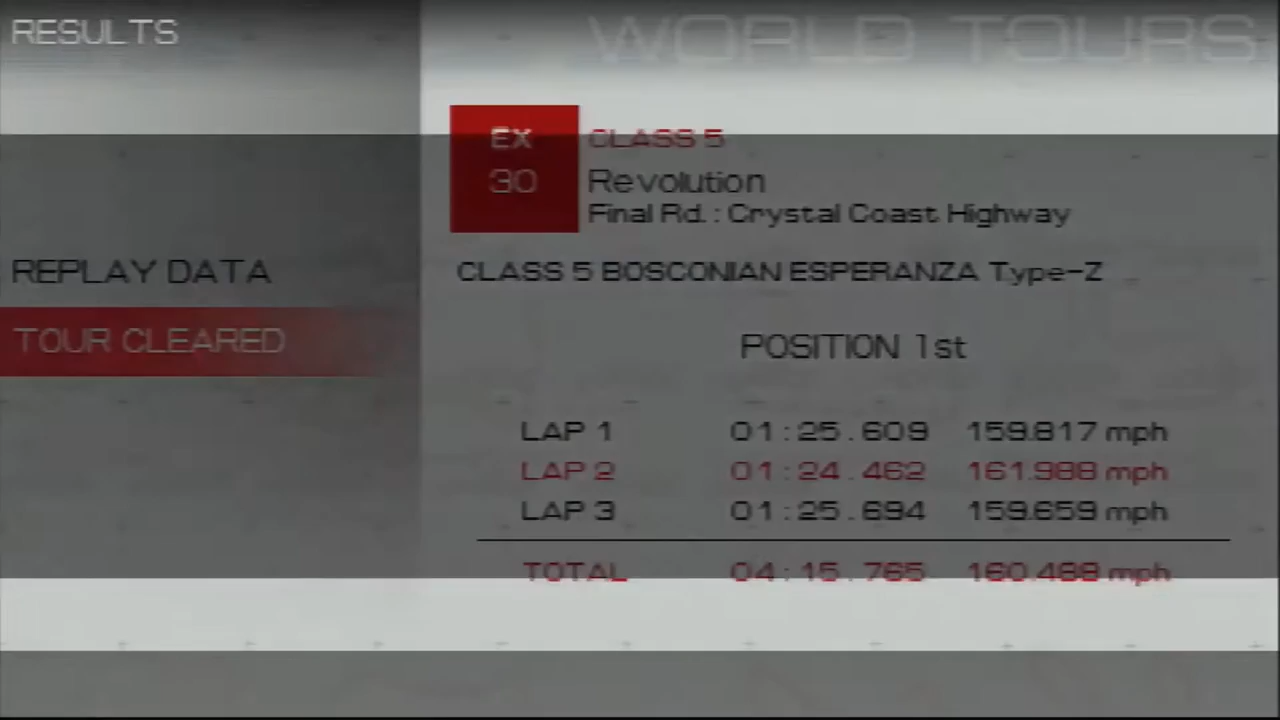 RESULTS
WORLD TOURS
EX
30
CLASS 5
Revolution
Final Rd. : Crystal Coast Highway
REPLAY DATA
TOUR CLEARED
CLASS 5 BOSCONIAN ESPERANZA Type-Z
POSITION 1st
LAP 1 01:25.609 159.817 mph
LAP 2 01:24.462 161.988 mph
LAP 3 01:25.694 159.659 mph
TOTAL 04:15.765 160.488 mph